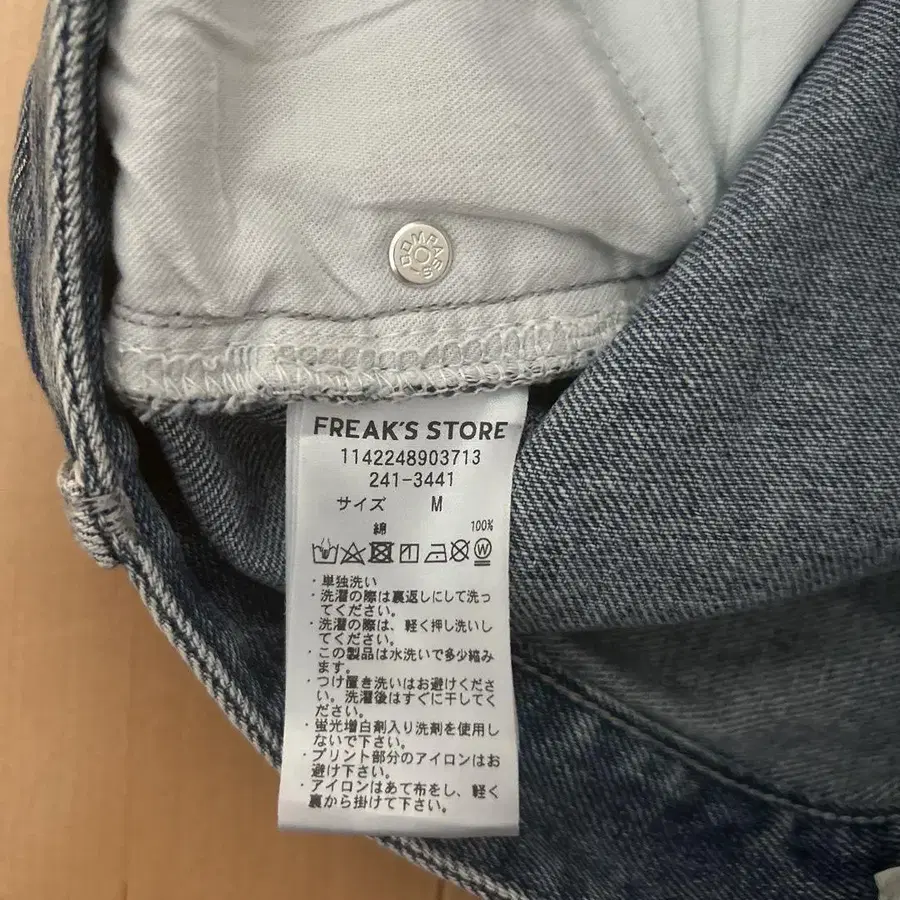 COMPASS
FREAK'S STORE
1142248903713
241-3441
サイズ M
綿 100%
W
・単独洗い
・洗濯の際は裏返しにして洗っ
てください。
・洗濯の際は、軽く押し洗いし
てください。
・この製品は水洗いで多少縮み
ます。
・つけ置き洗いはお避けくださ
い。洗濯後はすぐに干してく
ださい。
・蛍光増白剤入り洗剤を使用し
ないで下さい。
・プリント部分のアイロンはお
避け下さい。
・アイロンはあて布をし、軽く
裏から掛けて下さい。